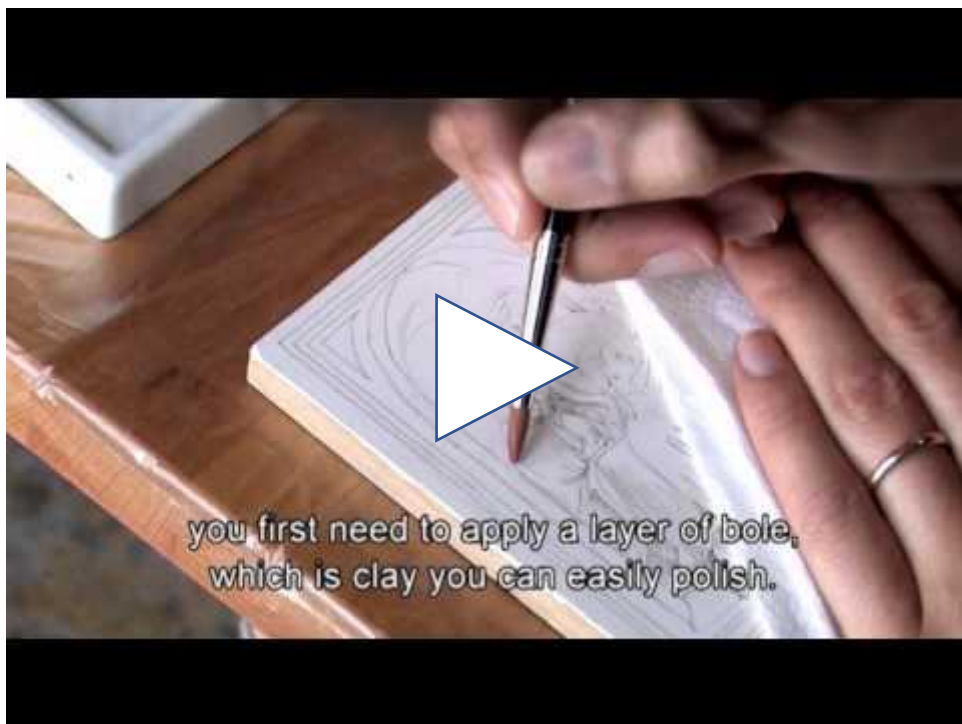 you first need to apply a layer of bole,
which is clay you can easily polish.